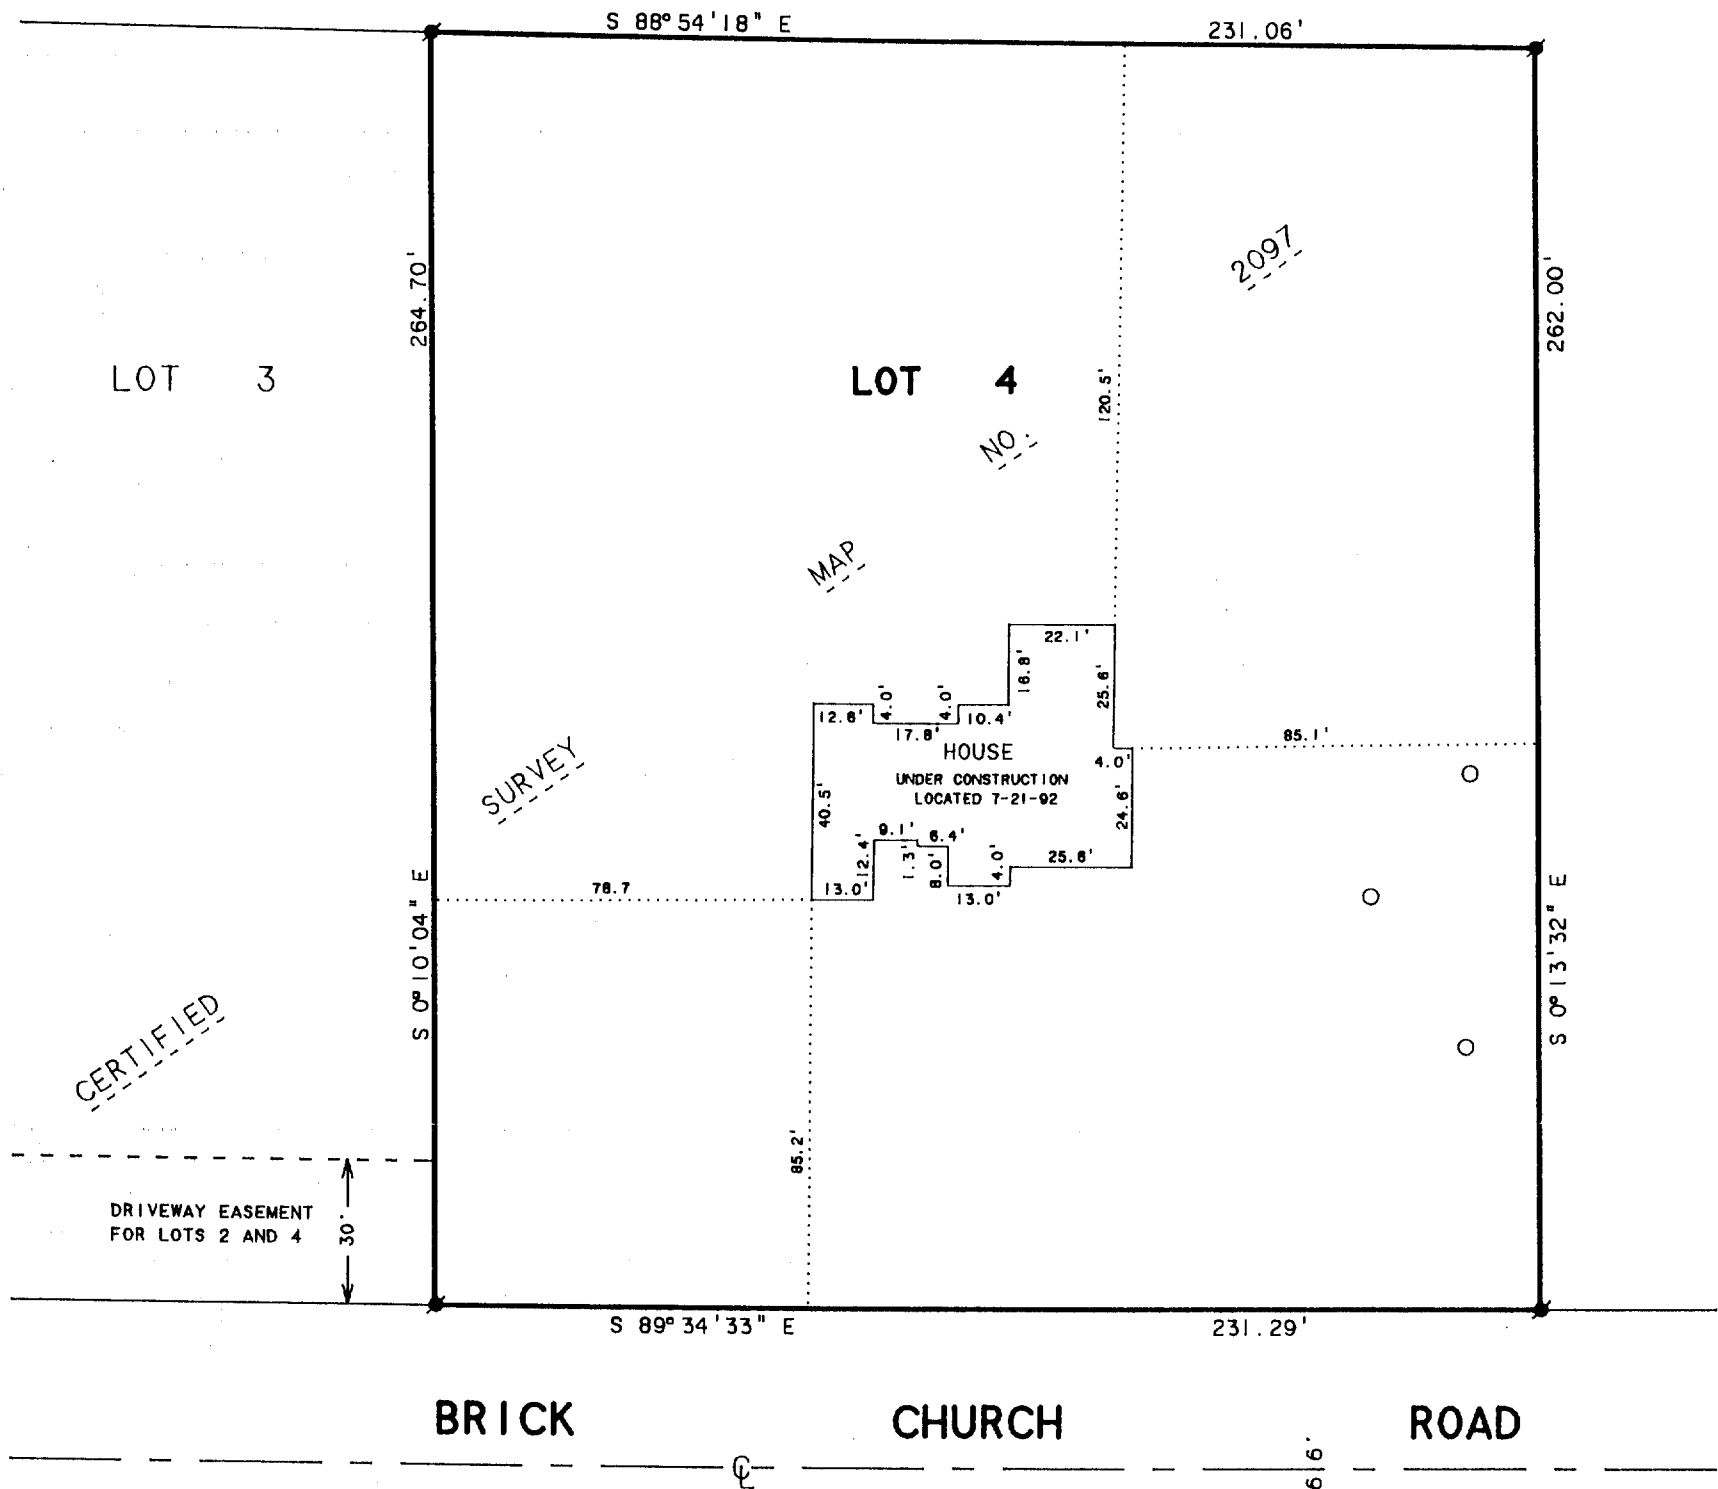 S 88°54'18" E 231.06'
2097
264.70'
262.00'
LOT 3
LOT 4
120.5'
NO.
MAP
22.1'
16.8'
25.6'
12.6' 4.0' 4.0' 10.4'
17.8'
HOUSE
85.1'
4.0'
UNDER CONSTRUCTION
LOCATED 7-21-92
SURVEY
40.5'
24.6'
9.1' 6.4'
12.4' 1.3' 8.0' 4.0' 25.6'
13.0' 13.0'
78.7
S 0°10'04" E
S 0°13'32" E
CERTIFIED
85.2'
DRIVEWAY EASEMENT
FOR LOTS 2 AND 4
30'
S 89°34'33" E 231.29'
BRICK CHURCH ROAD
66'